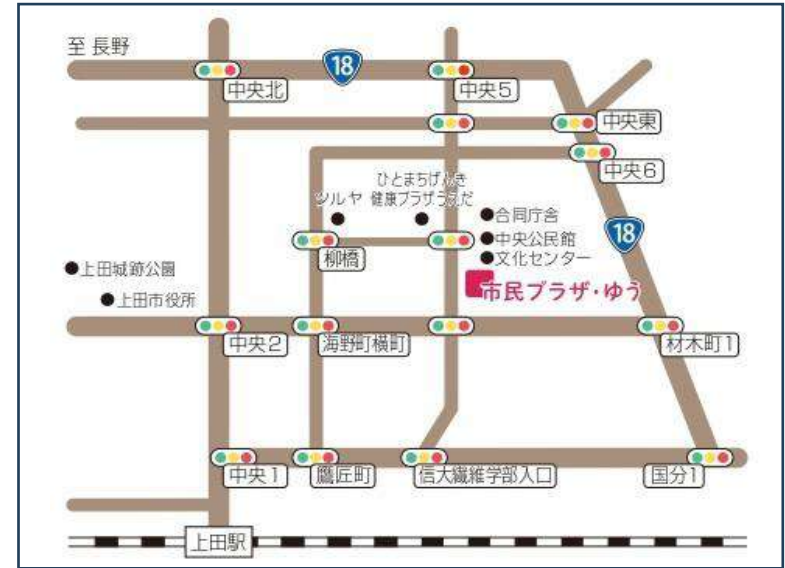 至 長野
18
中央北
中央5
中央東
中央6
ひとまちげんき
健康プラザうえだ
ツルヤ
合同庁舎
18
中央公民館
文化センター
柳橋
上田城跡公園
市民プラザ・ゆう
上田市役所
中央2
海野町横町
材木町1
中央1
鷹匠町
信大繊維学部入口
国分1
上田駅